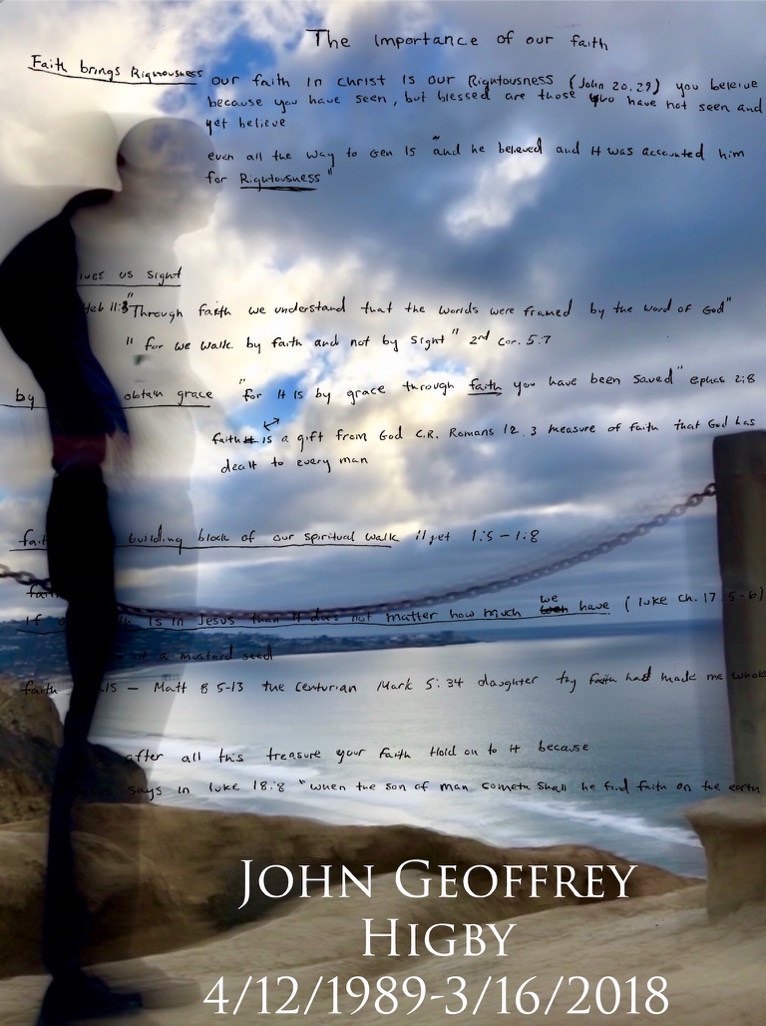 The Importance of our faith
Faith brings Rigtousness our faith in Christ is our Rigtousness (John 20:29) you beleive
because you have seen, but blessed are those who have not seen and
yet believe
even all the way to Gen 15 "and he believed and it was accounted him
for Rigtousness"
us sight
Heb 11:3 "Through faith we understand that the worlds were framed by the word of God"
" for we walk by faith and not by sight" 2nd Cor. 5:7
by obtain grace "for it is by grace through faith you have been saved" ephes 2:8
faith is a gift from God C.R. Romans 12:3 measure of faith that God has
dealt to every man
building block of our spiritual walk 1:5 - 1:8
If is in Jesus than it does not matter how much we have (luke ch. 17:5-6)
of a mustard seed
faith — Matt 8 5-13 the Centurian Mark 5:34 daughter thy faith had made me whole
after all this treasure your faith Hold on to it because
says in luke 18:8 "when the son of man cometh shall he find faith on the earth
John Geoffrey
Higby
4/12/1989-3/16/2018